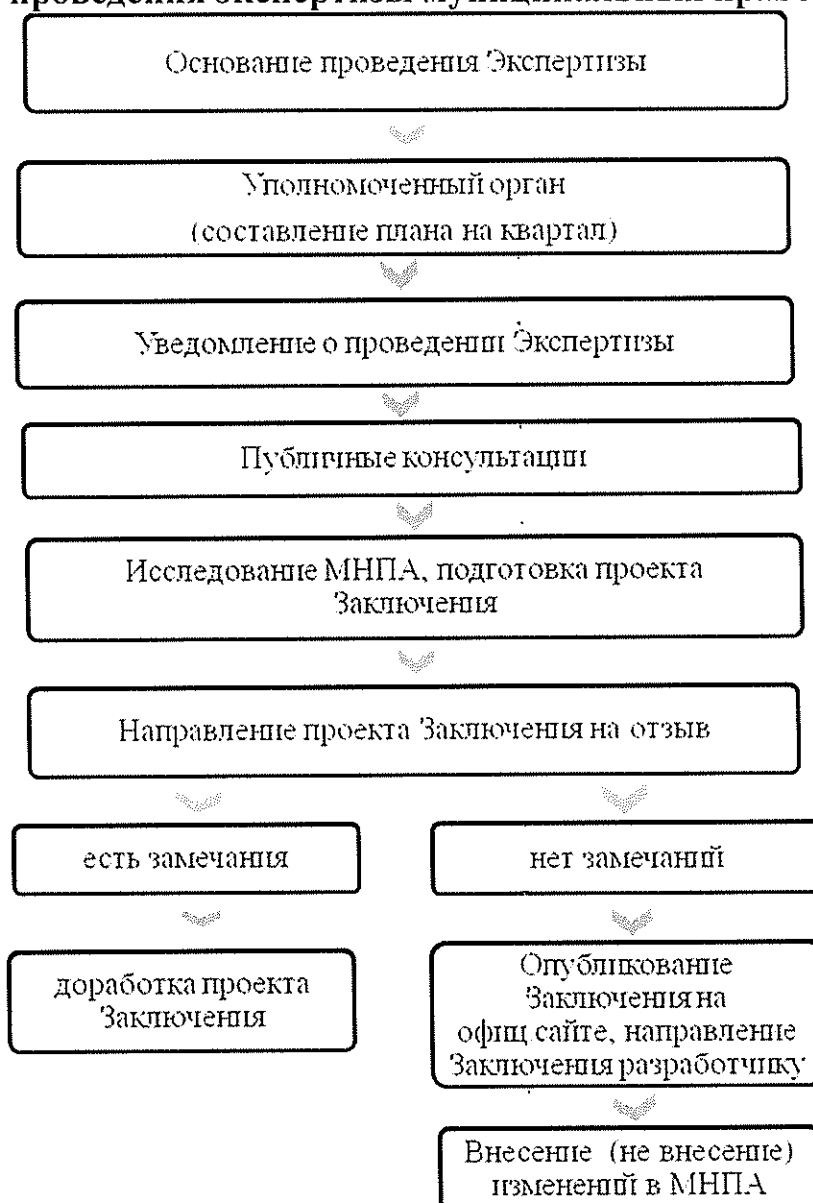 проведения экспертизы муниципальных
Основание проведения Экспертизы
Уполномоченный орган
(составление плана на квартал)
Уведомление о проведении Экспертизы
Публичные консультации
Исследование МНПА, подготовка проекта
Заключения
Направление проекта Заключения на отзыв
есть замечания
нет замечаний
доработка проекта
Заключения
Опубликование
Заключения на
офиц.сайте, направление
Заключения разработчику
Внесение (не внесение)
изменений в МНПА